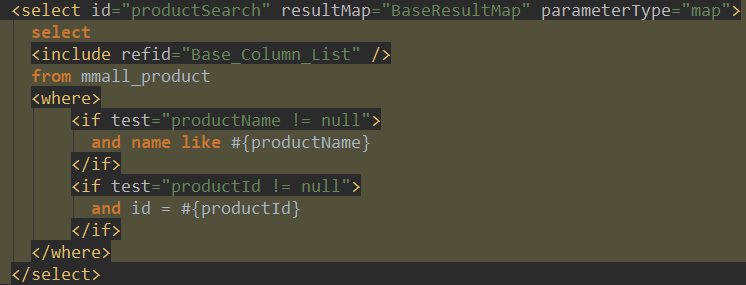 <select id="productSearch" resultMap="BaseResultMap" parameterType="map">
select
<include refid="Base_Column_List" />
from mmall_product
<where>
<if test="productName != null">
and name like #{productName}
</if>
<if test="productId != null">
and id = #{productId}
</if>
</where>
</select>